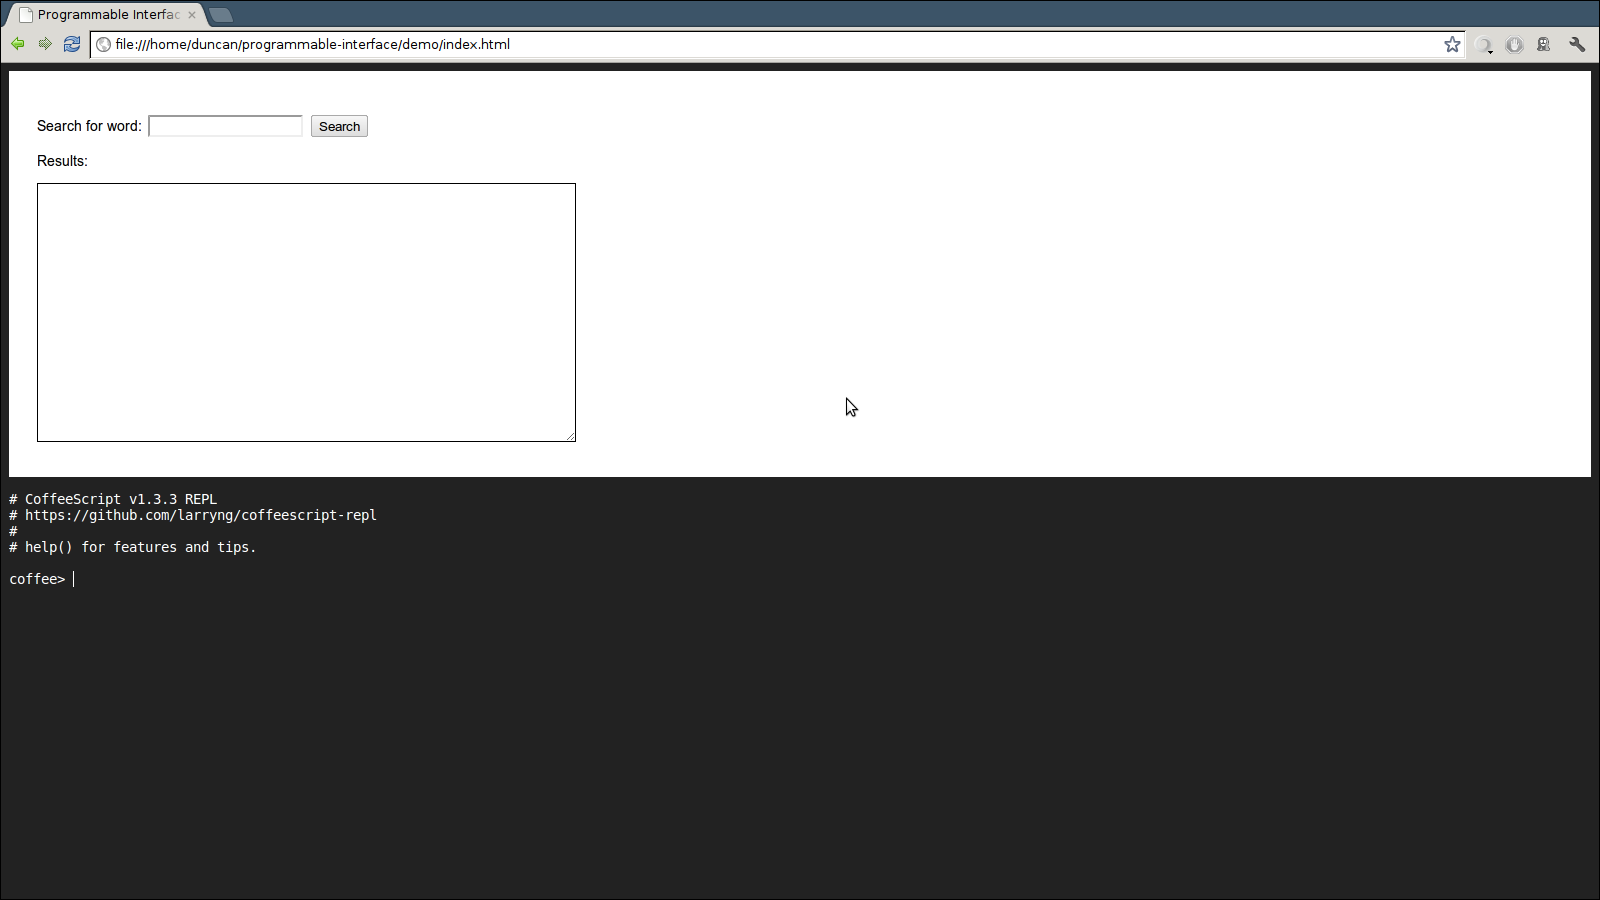 Programmable Interfac
file:///home/duncan/programmable-interface/demo/index.html
Search for word: Search
Results:
# CoffeeScript v1.3.3 REPL
# https://github.com/larryng/coffeescript-repl
#
# help() for features and tips.
coffee>